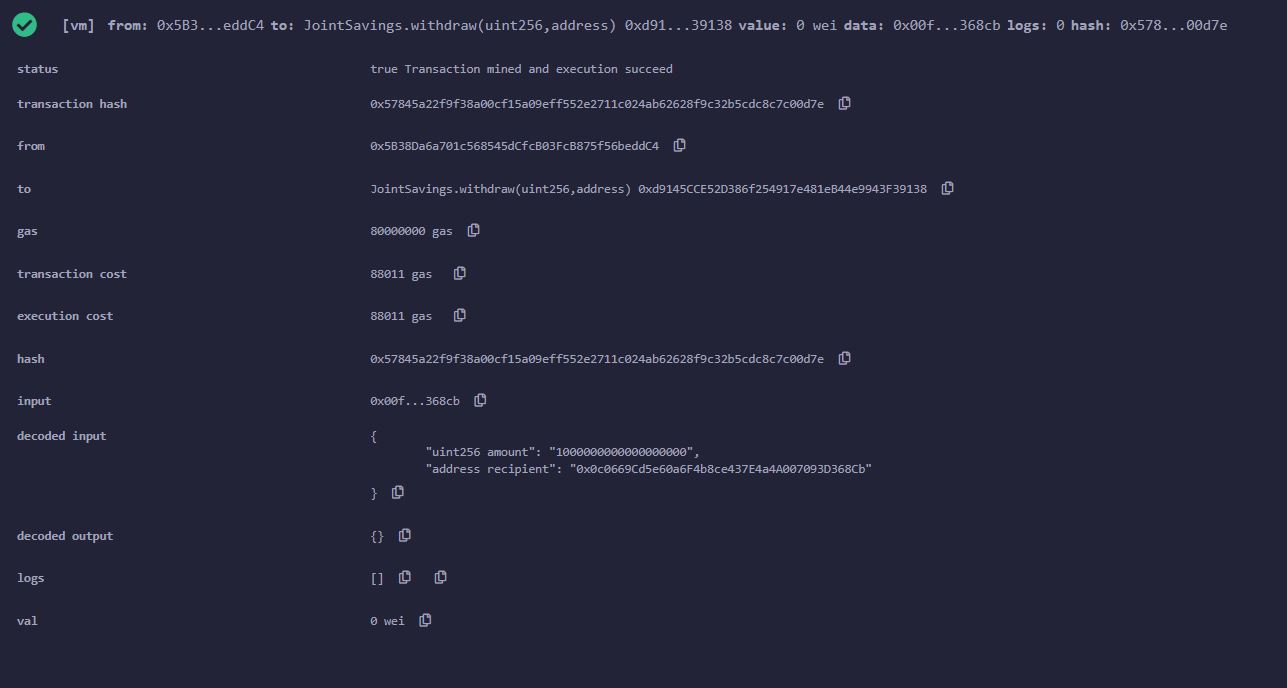 [vm] from: 0x5B3...eddC4 to: JointSavings.withdraw(uint256,address) 0xd91...39138 value: 0 wei data: 0x00f...368cb logs: 0 hash: 0x578...00d7e
status true Transaction mined and execution succeed
transaction hash 0x57845a22f9f38a00cf15a09eff552e2711c024ab62628f9c32b5cdc8c7c00d7e
from 0x5B38Da6a701c568545dCfcB03FcB875f56beddC4
to JointSavings.withdraw(uint256,address) 0xd9145CCE52D386f254917e481eB44e9943F39138
gas 80000000 gas
transaction cost 88011 gas
execution cost 88011 gas
hash 0x57845a22f9f38a00cf15a09eff552e2711c024ab62628f9c32b5cdc8c7c00d7e
input 0x00f...368cb
decoded input {
"uint256 amount": "1000000000000000000",
"address recipient": "0x0c0669Cd5e60a6F4b8ce437E4a4A007093D368Cb"
}
decoded output {}
logs []
val 0 wei